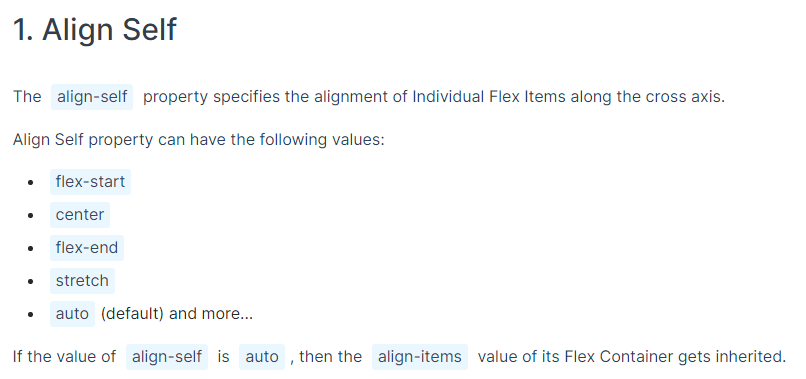 1. Align Self
The align-self property specifies the alignment of Individual Flex Items along the cross axis.
Align Self property can have the following values:
• flex-start
• center
• flex-end
• stretch
• auto (default) and more...
If the value of align-self is auto , then the align-items value of its Flex Container gets inherited.